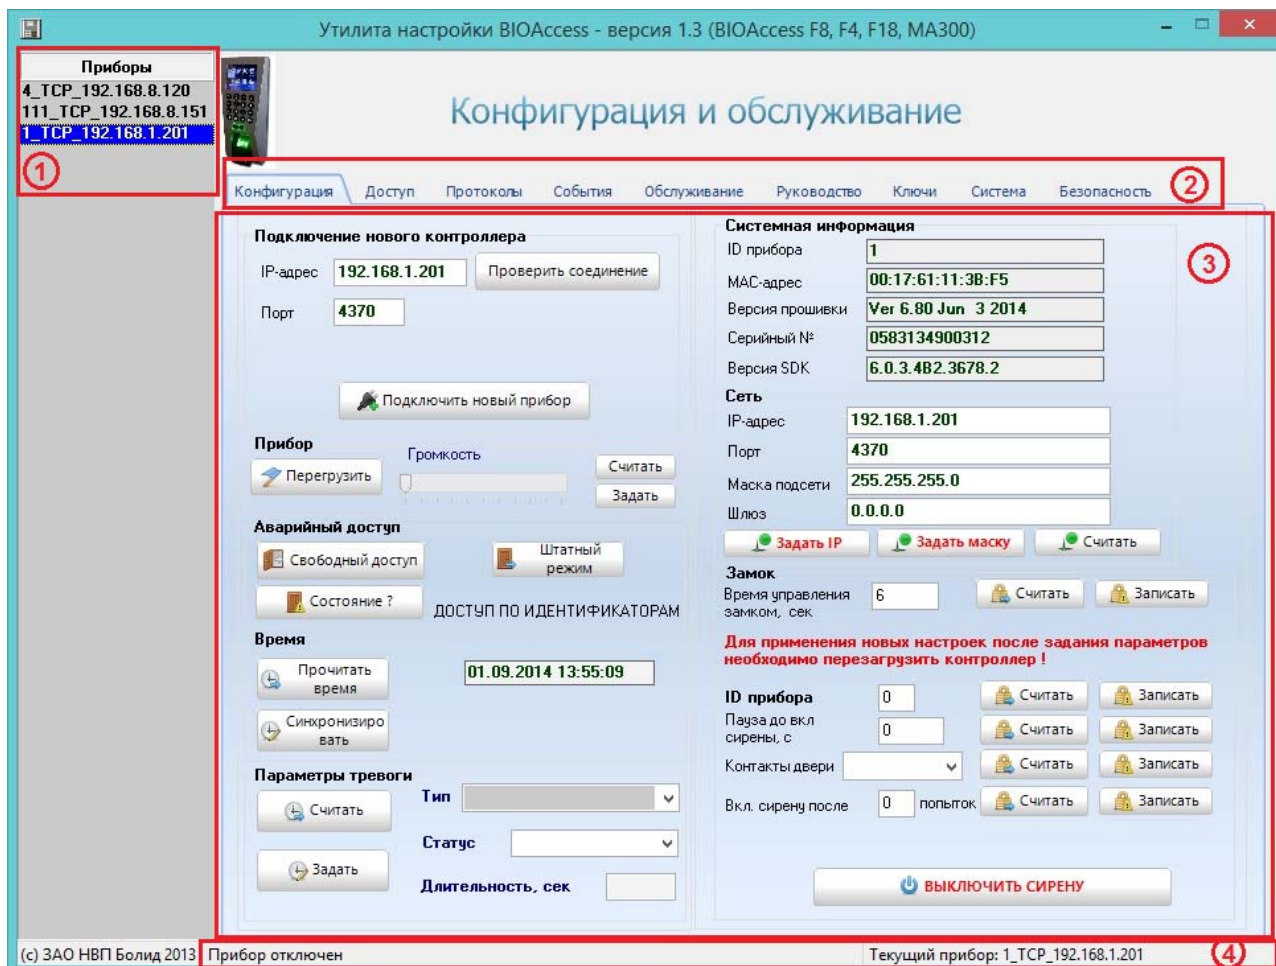 Утилита настройки BIOAccess - версия 1.3 (BIOAccess F8, F4, F18, MA300)
Приборы
4_TCP_192.168.8.120
111_TCP_192.168.8.151
1_TCP_192.168.1.201
1
Конфигурация и обслуживание
Конфигурация Доступ Протоколы События Обслуживание Руководство Ключи Система Безопасность
2
3
Подключение нового контроллера
IP-адрес 192.168.1.201 Проверить соединение
Порт 4370
Подключить новый прибор
Прибор
Громкость
Перегрузить
Считать
Задать
Аварийный доступ
Свободный доступ
Штатный
режим
Состояние ?
ДОСТУП ПО ИДЕНТИФИКАТОРАМ
Время
Прочитать
время
01.09.2014 13:55:09
Синхронизиро
вать
Параметры тревоги
Считать
Тип
Статус
Задать
Длительность, сек
Системная информация
ID прибора 1
MAC-адрес 00:17:61:11:3B:F5
Версия прошивки Ver 6.80 Jun 3 2014
Серийный № 0583134900312
Версия SDK 6.0.3.4B2.3678.2
Сеть
IP-адрес 192.168.1.201
Порт 4370
Маска подсети 255.255.255.0
Шлюз 0.0.0.0
Задать IP Задать маску Считать
Замок
Время управления
замком, сек
6 Считать Записать
Для применения новых настроек после задания параметров
необходимо перезагрузить контроллер !
ID прибора 0 Считать Записать
Пауза до вкл
сирены, с
0 Считать Записать
Контакты двери Считать Записать
Вкл. сирену после 0 попыток Считать Записать
ВЫКЛЮЧИТЬ СИРЕНУ
(c) ЗАО НВП Болид 2013 Прибор отключен Текущий прибор: 1_TCP_192.168.1.201
4